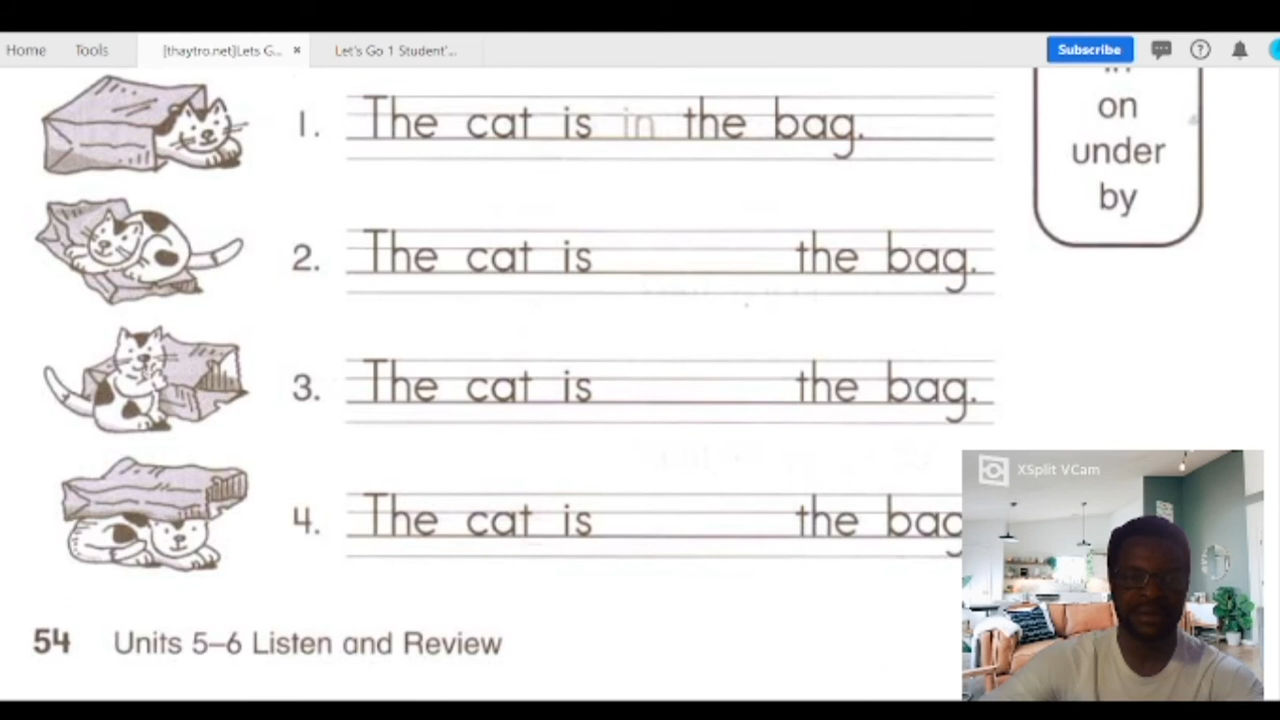 Home Tools [thaytro.net]Lets G... × Let's Go 1 Student'... Subscribe
in
on
under
by
1. The cat is in the bag.
2. The cat is the bag.
3. The cat is the bag.
4. The cat is the bag
XSplit VCam
54 Units 5–6 Listen and Review